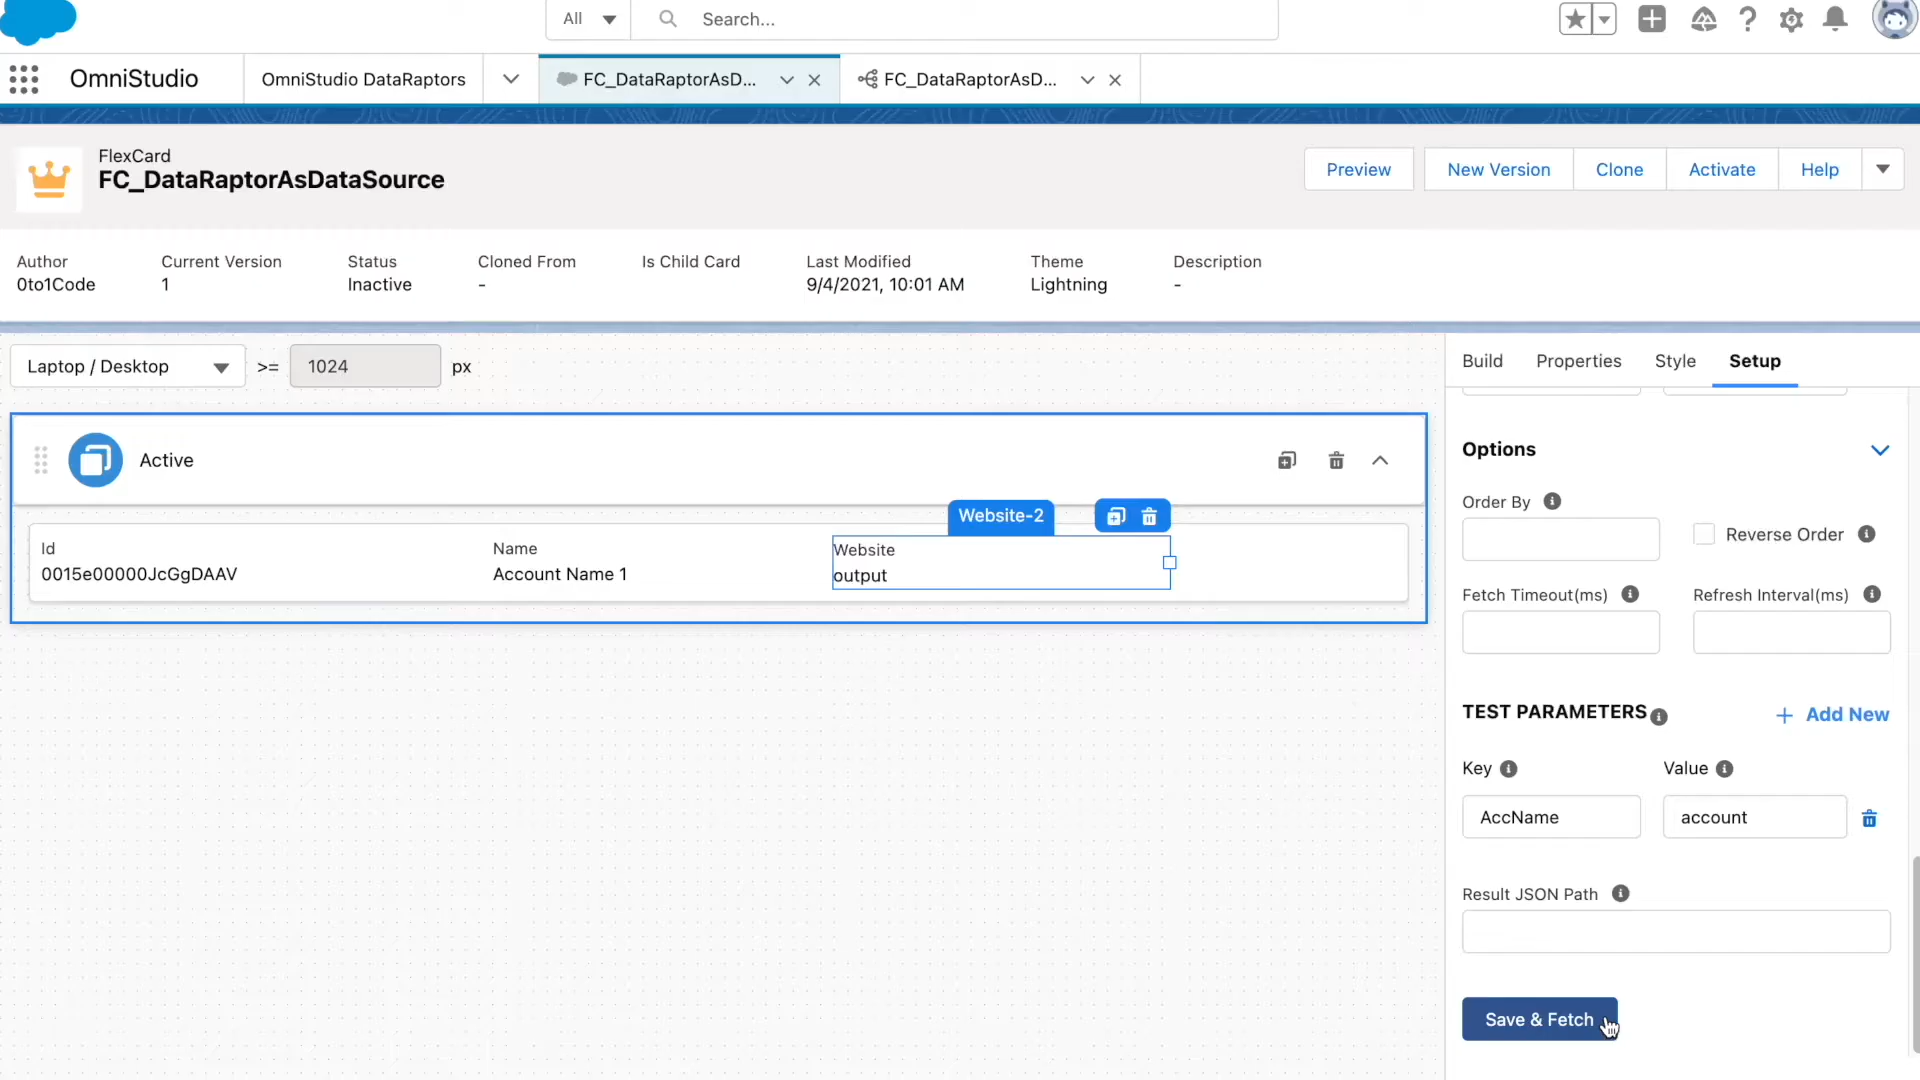 All
Search...
OmniStudio
OmniStudio DataRaptors
FC_DataRaptorAsD...
FC_DataRaptorAsD...
FlexCard
FC_DataRaptorAsDataSource
Preview
New Version
Clone
Activate
Help
Author
0to1Code
Current Version
1
Status
Inactive
Cloned From
-
Is Child Card
Last Modified
9/4/2021, 10:01 AM
Theme
Lightning
Description
-
Laptop / Desktop
>=
1024
px
Build
Properties
Style
Setup
Active
Website-2
Id
0015e00000JcGgDAAV
Name
Account Name 1
Website
output
Options
Order By
Reverse Order
Fetch Timeout(ms)
Refresh Interval(ms)
TEST PARAMETERS
+ Add New
Key
Value
AccName
account
Result JSON Path
Save & Fetch